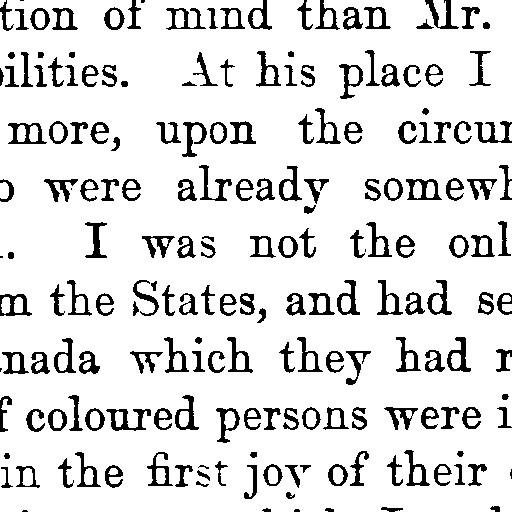 tion of mind than Mr.
ilities. At his place I
more, upon the circum
were already somewh
. I was not the onl
m the States, and had se
nada which they had r
f coloured persons were i
in the first joy of their